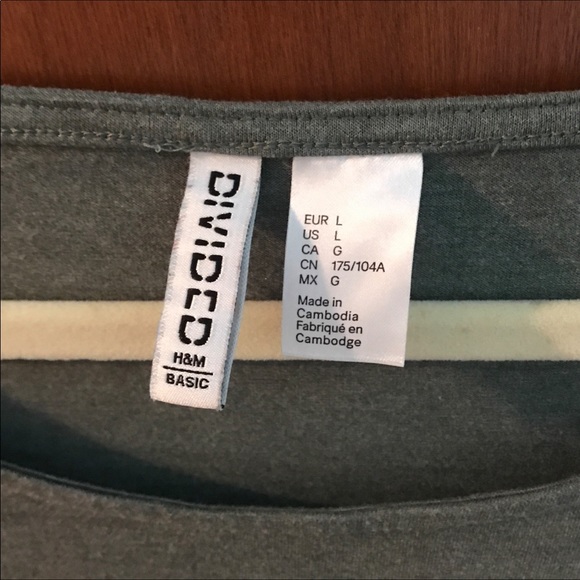 DIVIDED
H&M
BASIC
EUR L
US L
CA G
CN 175/104A
MX G
Made in
Cambodia
Fabriqué en
Cambodge